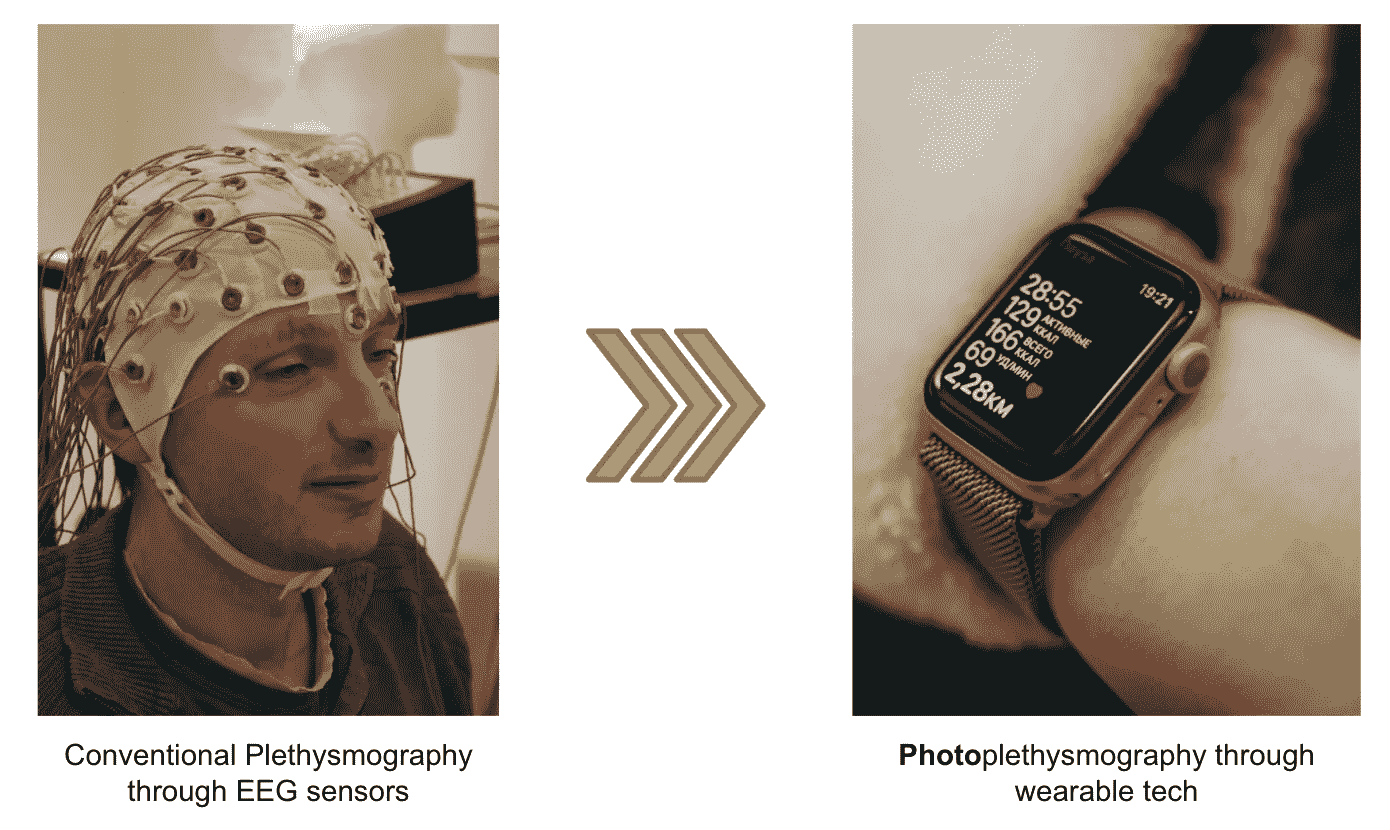 19:21
28:55
129 АКТИВНЫЕ ККАЛ
166 ВСЕГО ККАЛ
69 УД/МИН
2,28КМ
Conventional Plethysmography
through EEG sensors
Photoplethysmography through
wearable tech